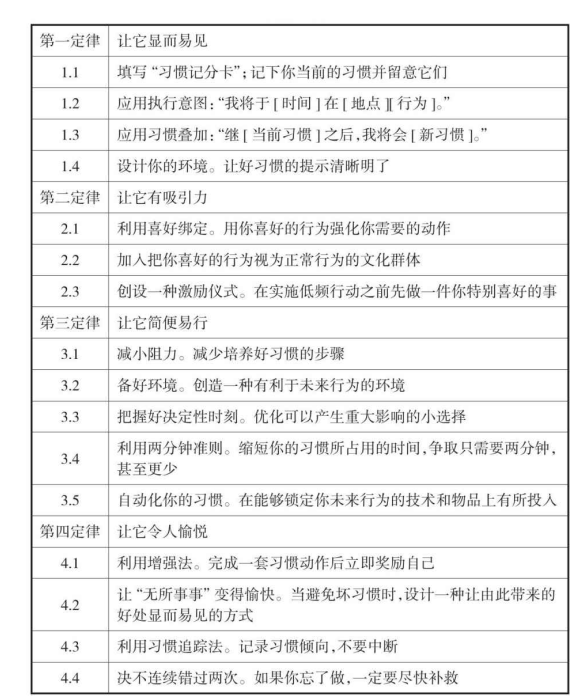 第一定律 让它显而易见
1.1 填写“习惯记分卡”;记下你当前的习惯并留意它们
1.2 应用执行意图:“我将于[时间]在[地点][行为]。”
1.3 应用习惯叠加:“继[当前习惯]之后,我将会[新习惯]。”
1.4 设计你的环境。让好习惯的提示清晰明了
第二定律 让它有吸引力
2.1 利用喜好绑定。用你喜好的行为强化你需要的动作
2.2 加入把你喜好的行为视为正常行为的文化群体
2.3 创设一种激励仪式。在实施低频行动之前先做一件你特别喜好的事
第三定律 让它简便易行
3.1 减小阻力。减少培养好习惯的步骤
3.2 备好环境。创造一种有利于未来行为的环境
3.3 把握好决定性时刻。优化可以产生重大影响的小选择
3.4 利用两分钟准则。缩短你的习惯所占用的时间,争取只需要两分钟,
甚至更少
3.5 自动化你的习惯。在能够锁定你未来行为的技术和物品上有所投入
第四定律 让它令人愉悦
4.1 利用增强法。完成一套习惯动作后立即奖励自己
4.2 让“无所事事”变得愉快。当避免坏习惯时,设计一种让由此带来的
好处显而易见的方式
4.3 利用习惯追踪法。记录习惯倾向,不要中断
4.4 决不连续错过两次。如果你忘了做,一定要尽快补救